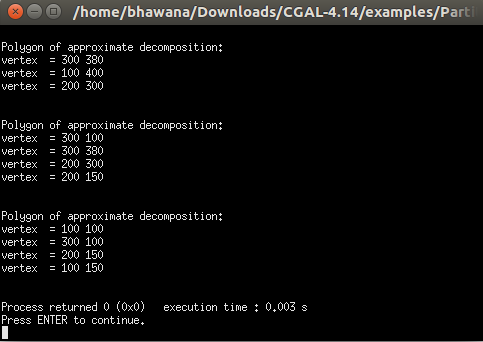 /home/bhawana/Downloads/CGAL-4.14/examples/Parti
Polygon of approximate decomposition:
vertex  = 300 380
vertex  = 100 400
vertex  = 200 300
Polygon of approximate decomposition:
vertex  = 300 100
vertex  = 300 380
vertex  = 200 300
vertex  = 200 150
Polygon of approximate decomposition:
vertex  = 100 100
vertex  = 300 100
vertex  = 200 150
vertex  = 100 150
Process returned 0 (0x0)   execution time : 0.003 s
Press ENTER to continue.